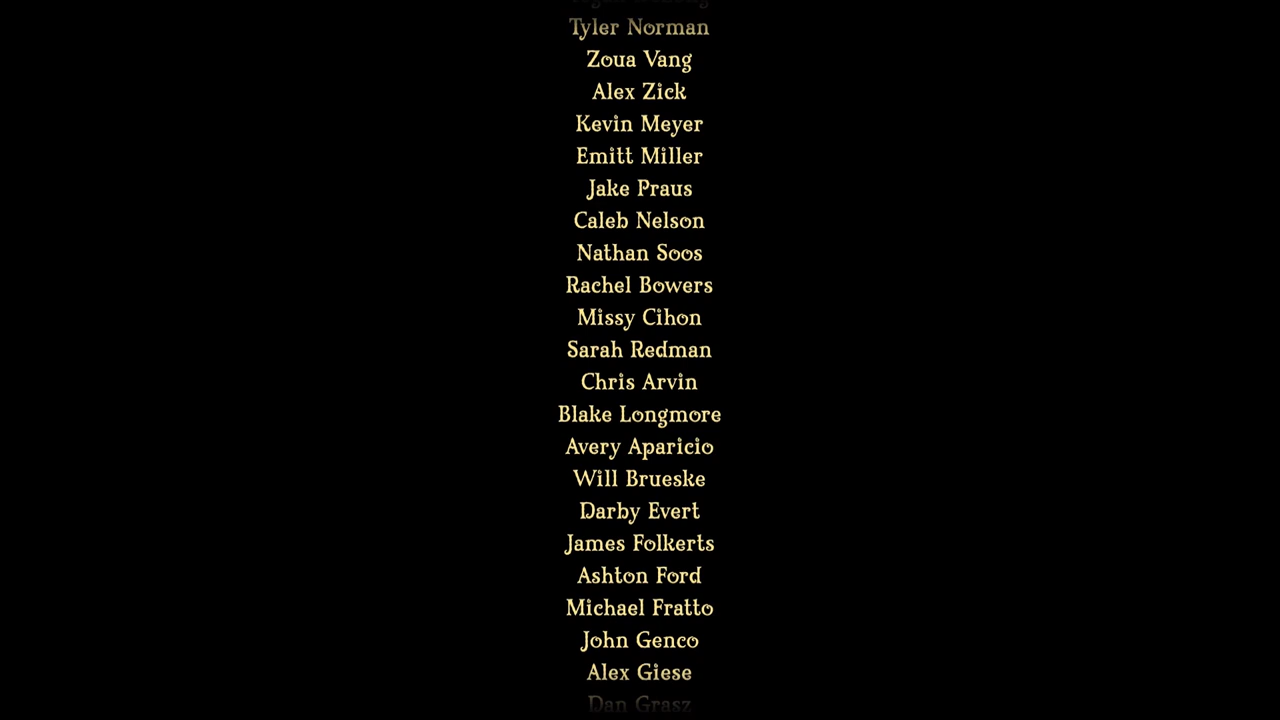 Tyler Norman
Zoua Vang
Alex Zick
Kevin Meyer
Emitt Miller
Jake Praus
Caleb Nelson
Nathan Soos
Rachel Bowers
Missy Cihon
Sarah Redman
Chris Arvin
Blake Longmore
Avery Aparicio
Will Brueske
Darby Evert
James Folkerts
Ashton Ford
Michael Fratto
John Genco
Alex Giese
Dan Grasz